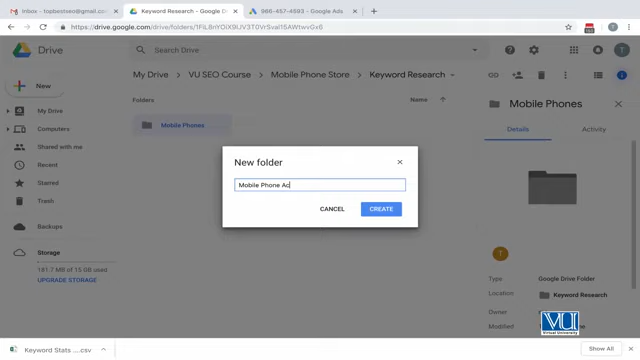 Inbox - topbestseo@gmail.com
Keyword Research - Google Dr
986-457-4593 - Google Ads
https://drive.google.com/drive/folders/1FiL8YOiX9UV3T0VrSvaI15AWtwvGx6
T
Drive
Search Drive
T
New
My Drive
VU SEO Course
Mobile Phone Store
Keyword Research
My Drive
Computers
Shared with me
Recent
Starred
Trash
Backups
Storage
181.7 MB of 15 GB used
UPGRADE STORAGE
Folders
Name
Mobile Phones
New folder
Mobile Phone Ac
CANCEL
CREATE
Mobile Phones
Details
Activity
T
Type
Google Drive Folder
Location
Keyword Research
Owner
Modified
VU
Virtual University
Keyword Stats ....csv
Show All